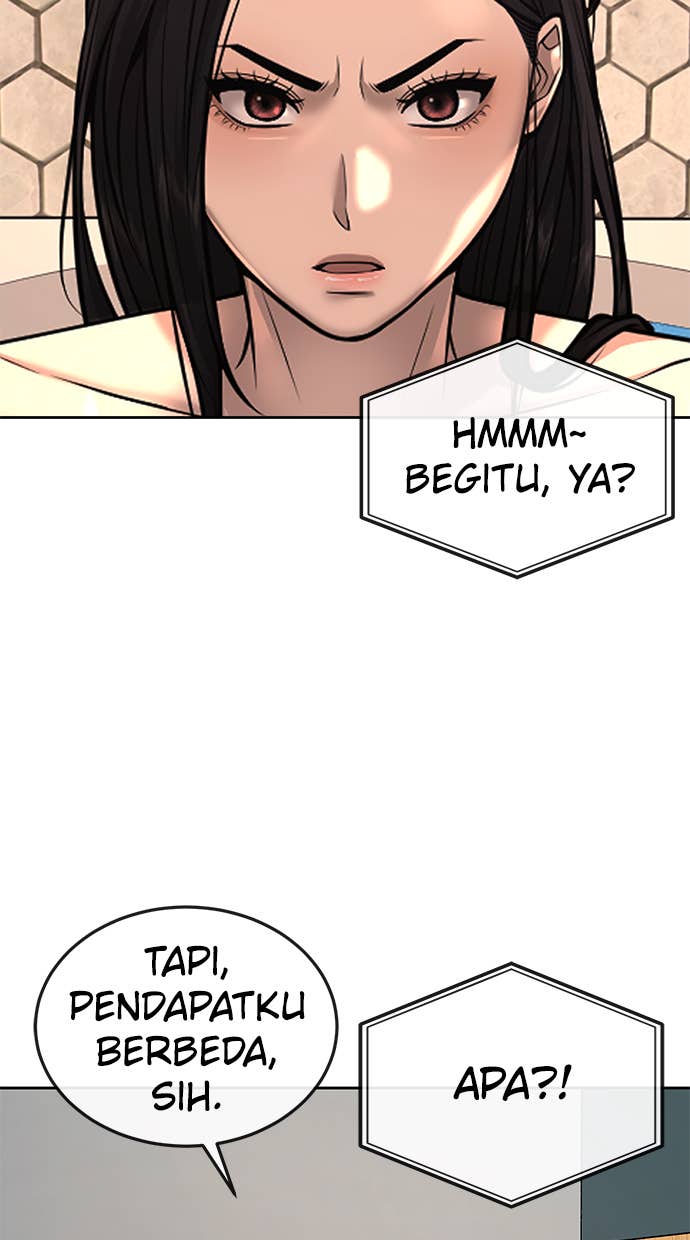 HMMM~
BEGITU, YA?
TAPI,
PENDAPATKU
BERBEDA,
SIH.
APA?!